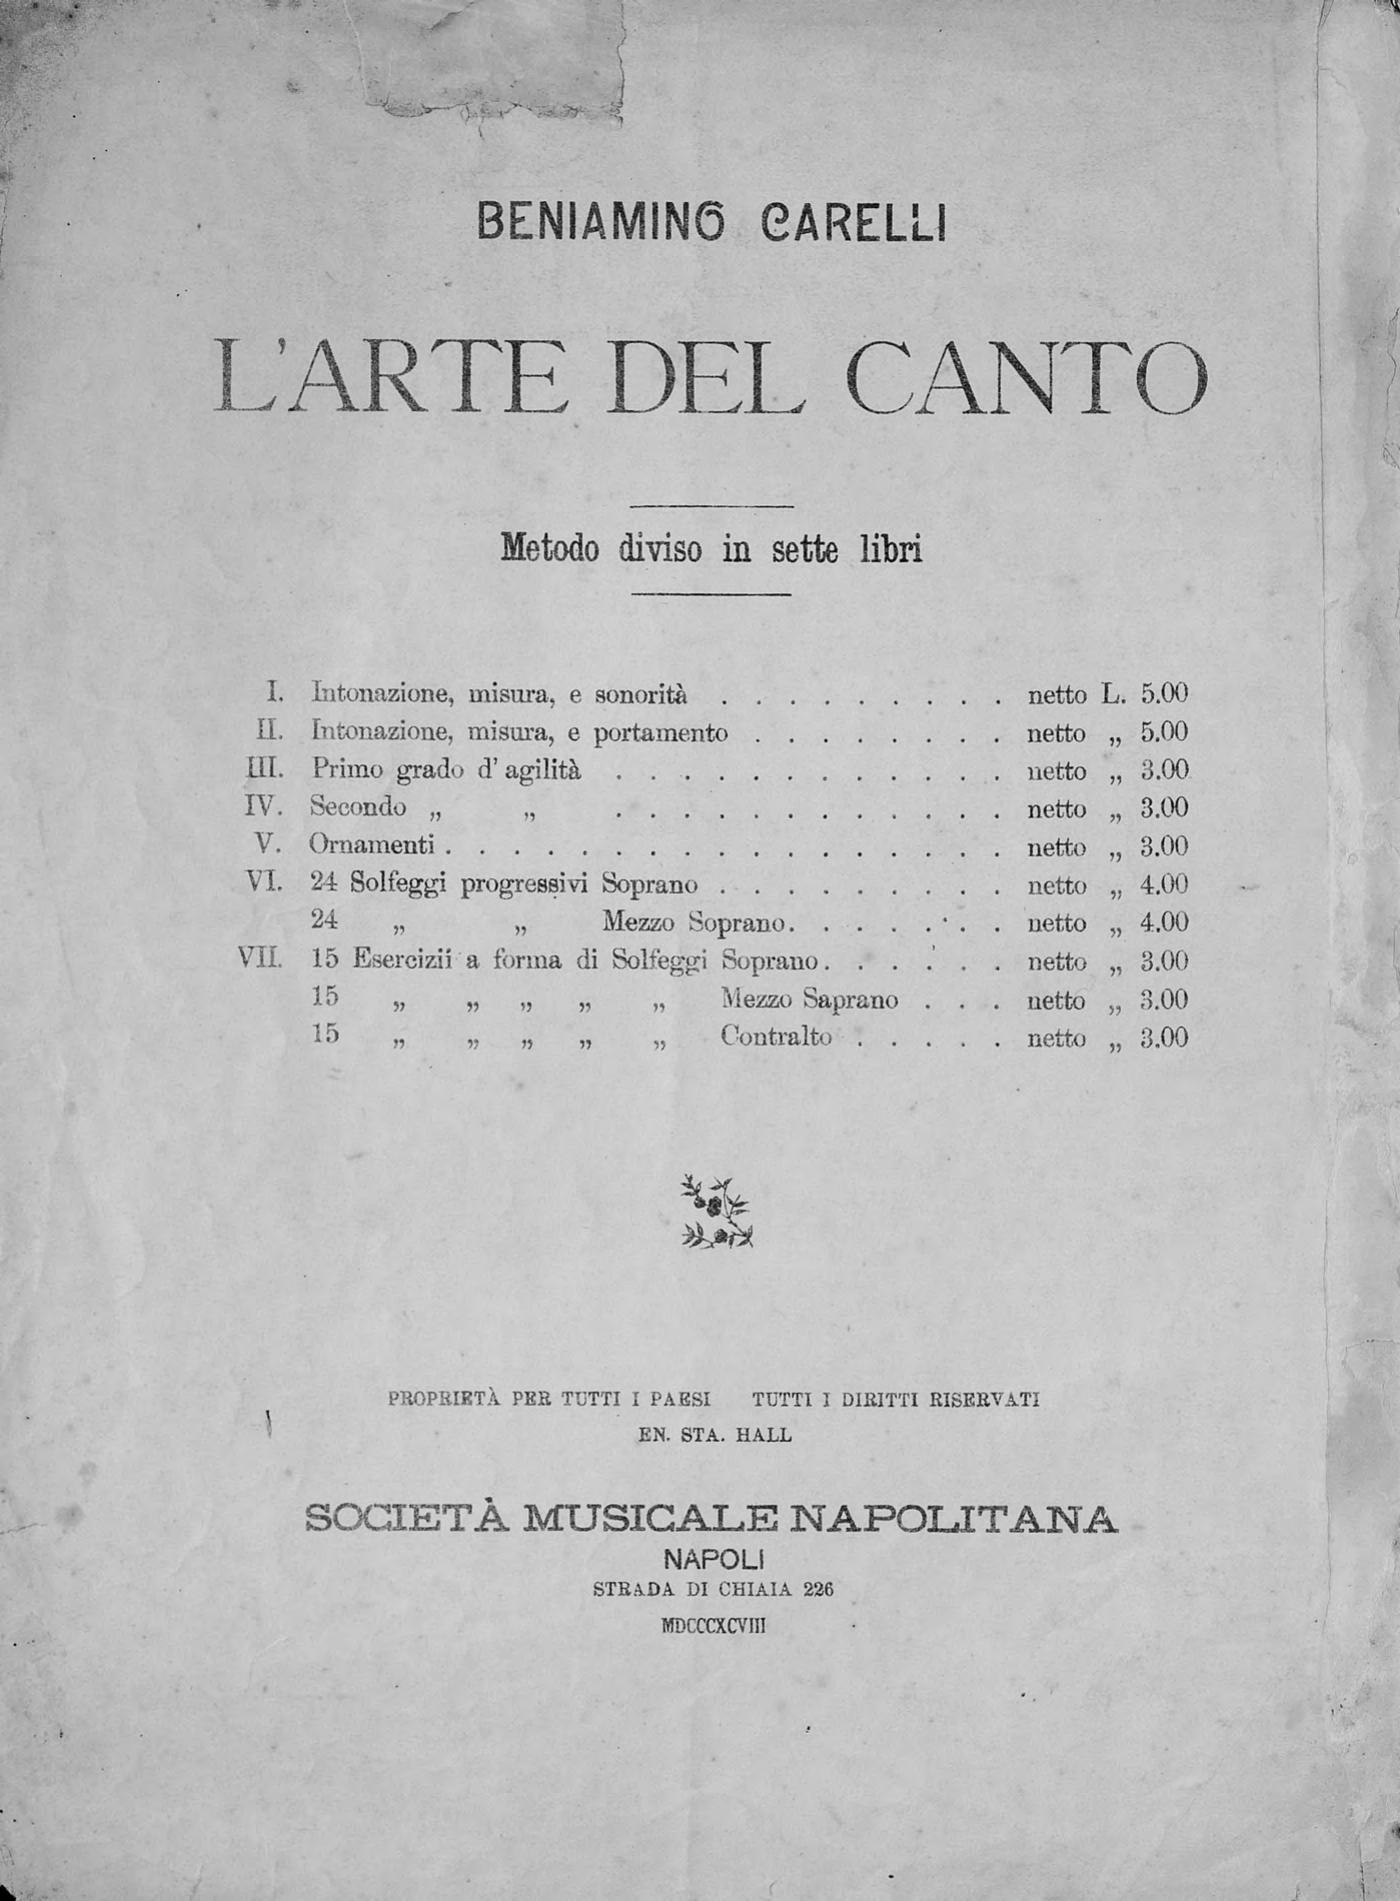 BENIAMINO CARELLI
L'ARTE DEL CANTO
Metodo diviso in sette libri
I. Intonazione, misura, e sonorità . . . . . . . . . netto L. 5.00
II. Intonazione, misura, e portamento . . . . . . . . netto „ 5.00
III. Primo grado d' agilità . . . . . . . . . . . . netto „ 3.00
IV. Secondo „ „ . . . . . . . . . . . . netto „ 3.00
V. Ornamenti . . . . . . . . . . . . . . . . . netto „ 3.00
VI. 24 Solfeggi progressivi Soprano . . . . . . . . . netto „ 4.00
24 „ „ Mezzo Soprano. . . . . . . netto „ 4.00
VII. 15 Esercizii a forma di Solfeggi Soprano. . . . . . netto „ 3.00
15 „ „ „ „ „ Mezzo Saprano . . . netto „ 3.00
15 „ „ „ „ „ Contralto . . . . . netto „ 3.00
PROPRIETÀ PER TUTTI I PAESI TUTTI I DIRITTI RISERVATI
EN. STA. HALL
SOCIETÀ MUSICALE NAPOLITANA
NAPOLI
STRADA DI CHIAIA 226
MDCCCXCVIII